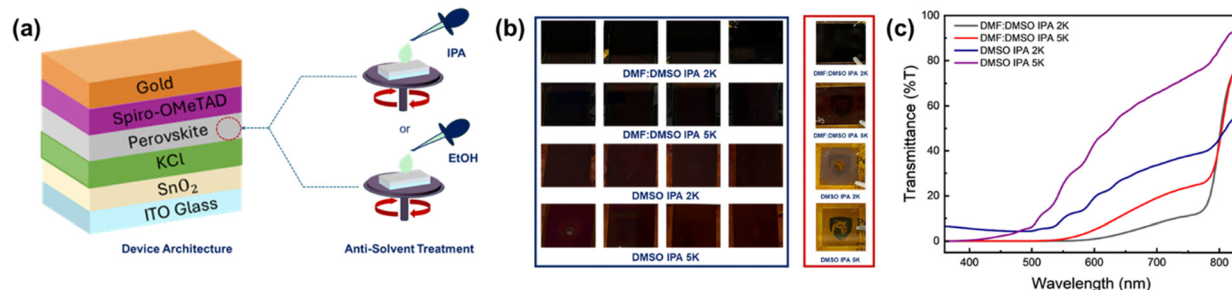 (a)
Gold
Spiro-OMeTAD
Perovskite
KCl
SnO₂
ITO Glass
Device Architecture
IPA
or
EtOH
Anti-Solvent Treatment
(b)
DMF:DMSO IPA 2K
DMF:DMSO IPA 5K
DMSO IPA 2K
DMSO IPA 5K
DMF:DMSO IPA 2K
DMF:DMSO IPA 5K
DMSO IPA 2K
DMSO IPA 5K
(c)
DMF:DMSO IPA 2K
DMF:DMSO IPA 5K
DMSO IPA 2K
DMSO IPA 5K
Transmittance (%T)
100
80
60
40
20
0
400 500 600 700 800
Wavelength (nm)